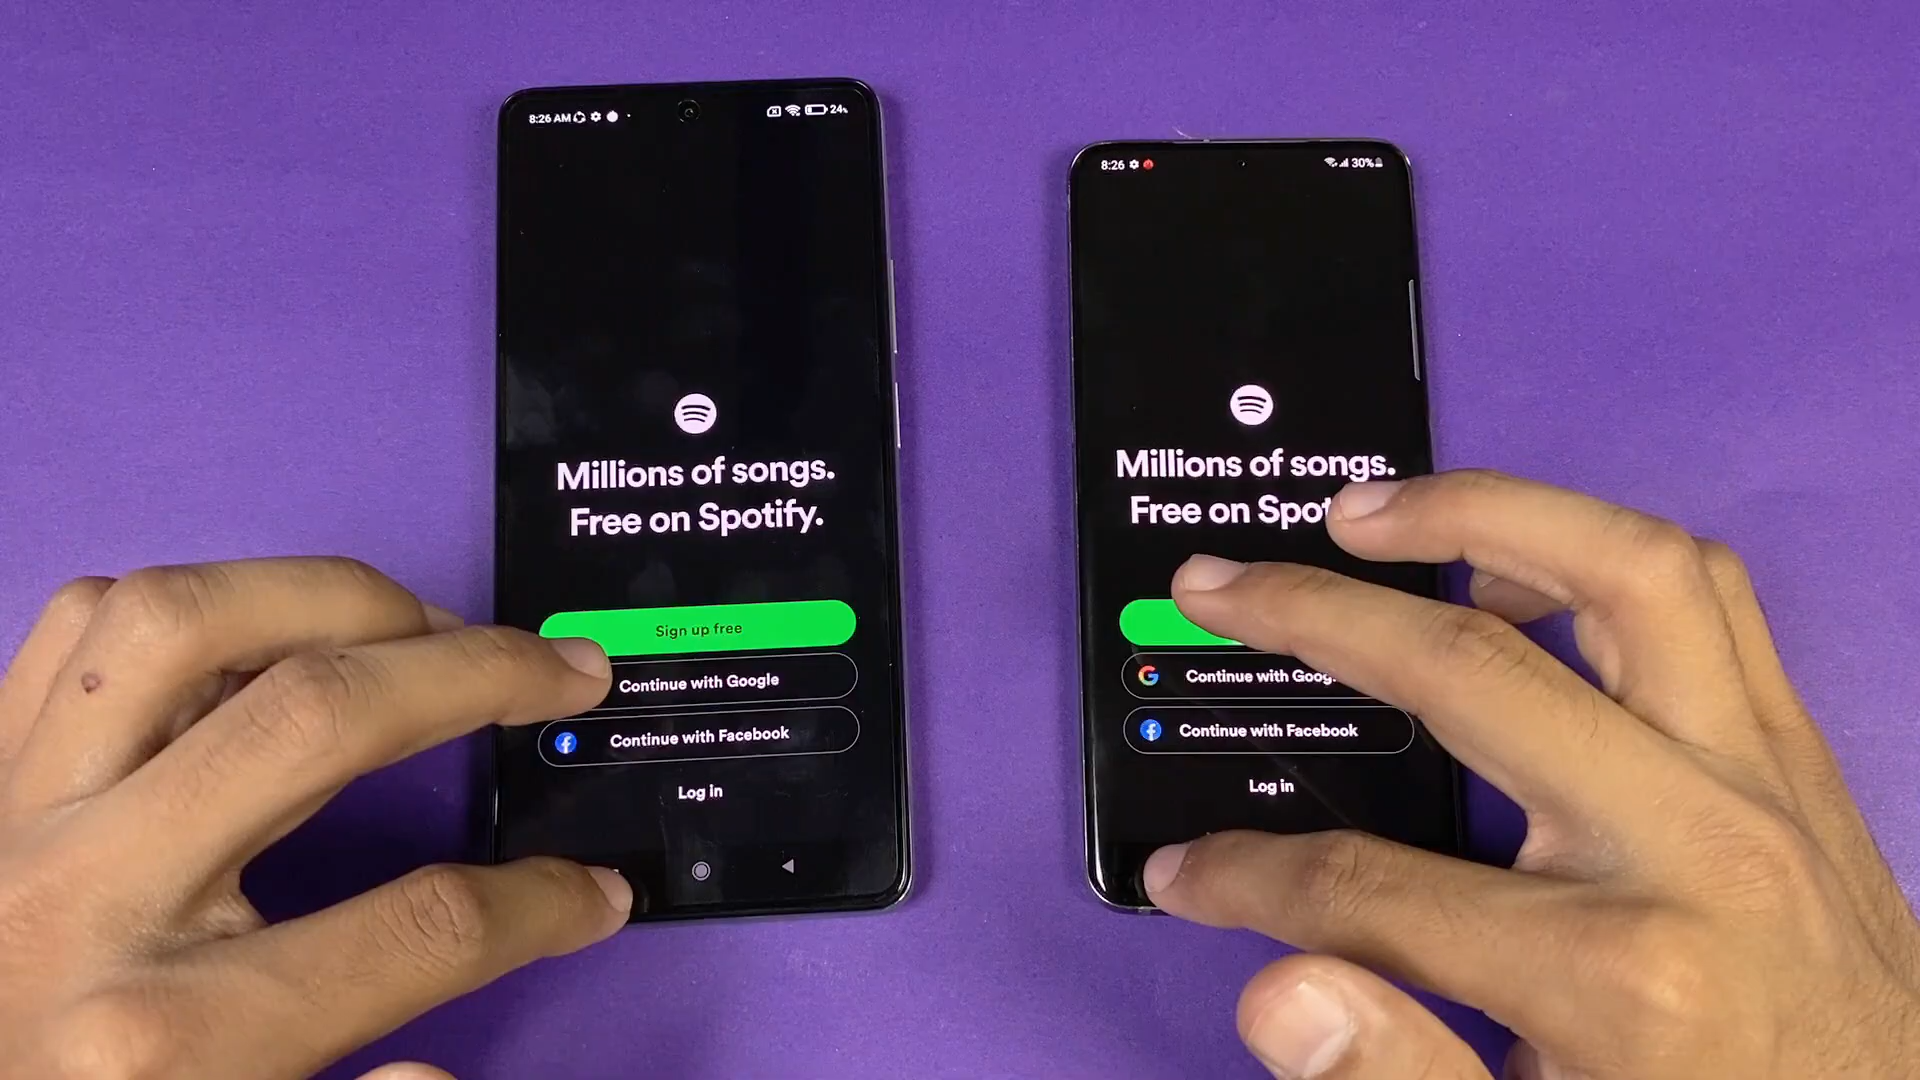 8:26 AM
24%
Millions of songs.
Free on Spotify.
Sign up free
Continue with Google
Continue with Facebook
Log in
8:26
30%
Millions of songs.
Free on Spot
Continue with Goog
Continue with Facebook
Log in